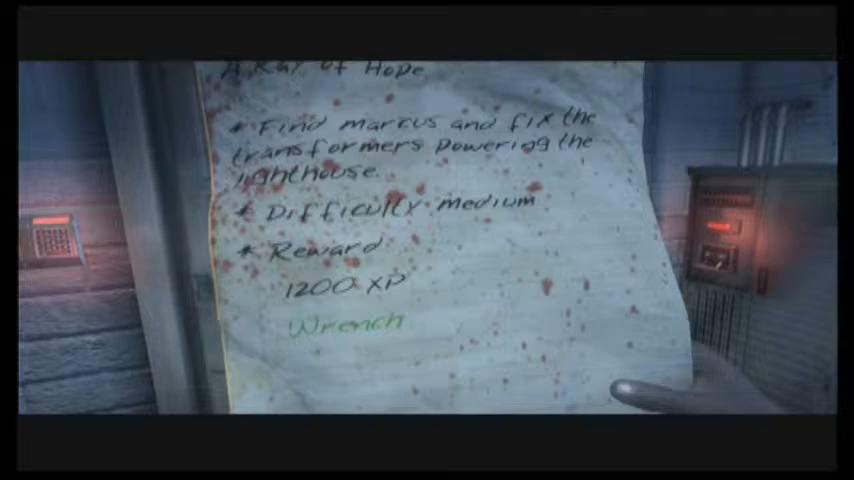 A Ray of Hope
* Find marcus and fix the
transformers powering the
lighthouse.
* Difficulty medium
* Reward
1200 XP
Wrench